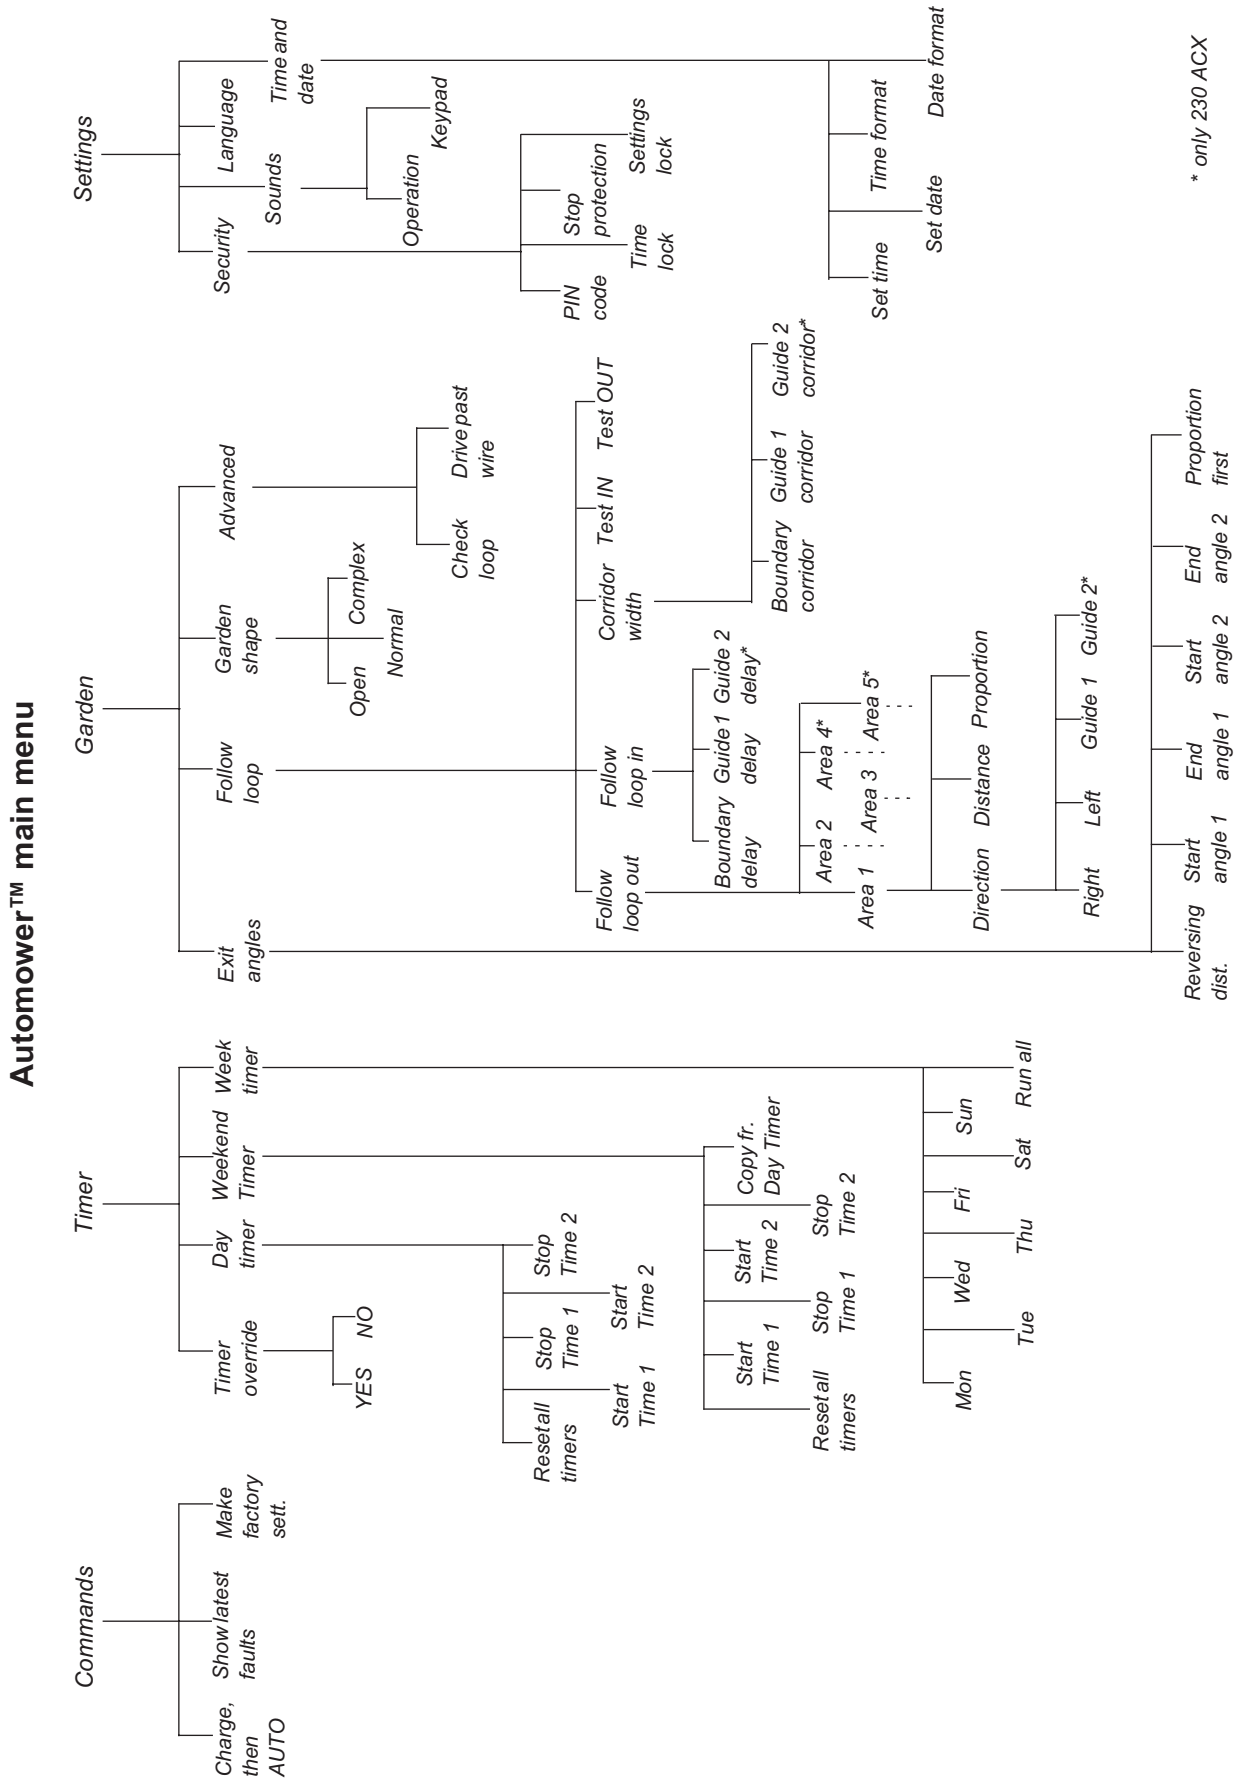 Automower™ main menu
Commands
Charge,
then
AUTO
Show latest
faults
Make
factory
sett.
Timer
Timer
override
YES
NO
Day
timer
Reset all
timers
Start
Time 1
Stop
Time 1
Start
Time 2
Stop
Time 2
Weekend
Timer
Reset all
timers
Start
Time 1
Stop
Time 1
Start
Time 2
Stop
Time 2
Copy fr.
Day Timer
Week
timer
Mon
Tue
Wed
Thu
Fri
Sat
Sun
Run all
Garden
Exit
angles
Reversing
dist.
Start
angle 1
End
angle 1
Start
angle 2
End
angle 2
Proportion
first
Follow
loop
Follow
loop out
Area 1
Area 2
Area 3
Area 4*
Area 5*
Direction
Distance
Proportion
Right
Left
Guide 1
Guide 2*
Follow
loop in
Boundary
delay
Guide 1
delay
Guide 2
delay*
Corridor
width
Boundary
corridor
Guide 1
corridor
Guide 2
corridor*
Test IN
Test OUT
Garden
shape
Open
Normal
Complex
Advanced
Check
loop
Drive past
wire
Settings
Security
PIN
code
Time
lock
Stop
protection
Settings
lock
Sounds
Operation
Keypad
Language
Time and
date
Set time
Set date
Time format
Date format
* only 230 ACX